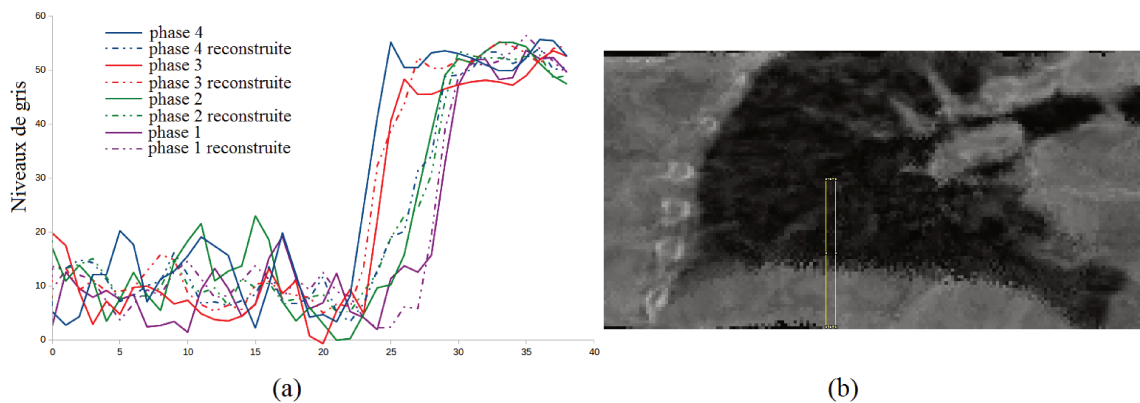 60
50
40
30
20
10
0
Niveaux de gris
phase 4
phase 4 reconstruite
phase 3
phase 3 reconstruite
phase 2
phase 2 reconstruite
phase 1
phase 1 reconstruite
0 5 10 15 20 25 30 35 40
(a) (b)